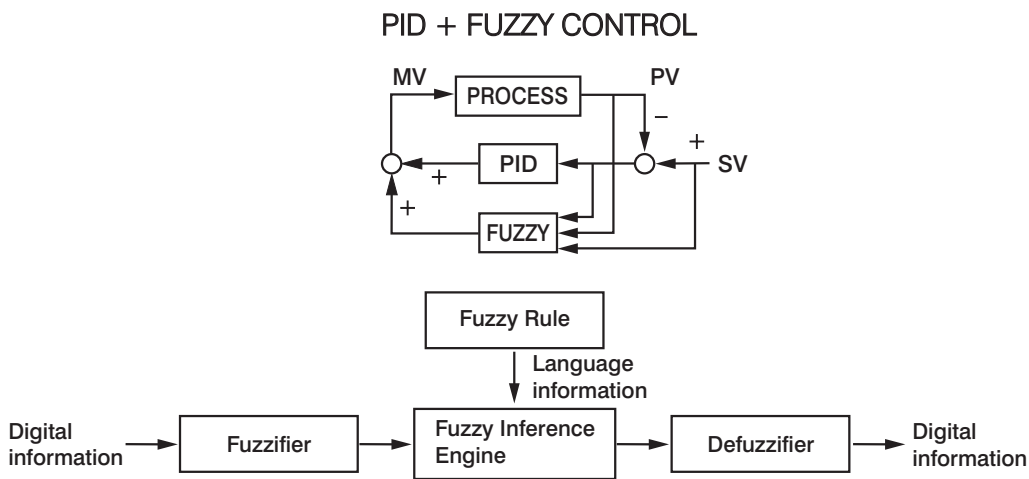 PID + FUZZY CONTROL
MV
PROCESS
PV
−
+
PID
SV
+
+
FUZZY
Fuzzy Rule
Language
information
Digital
information
Fuzzifier
Fuzzy Inference
Engine
Defuzzifier
Digital
information